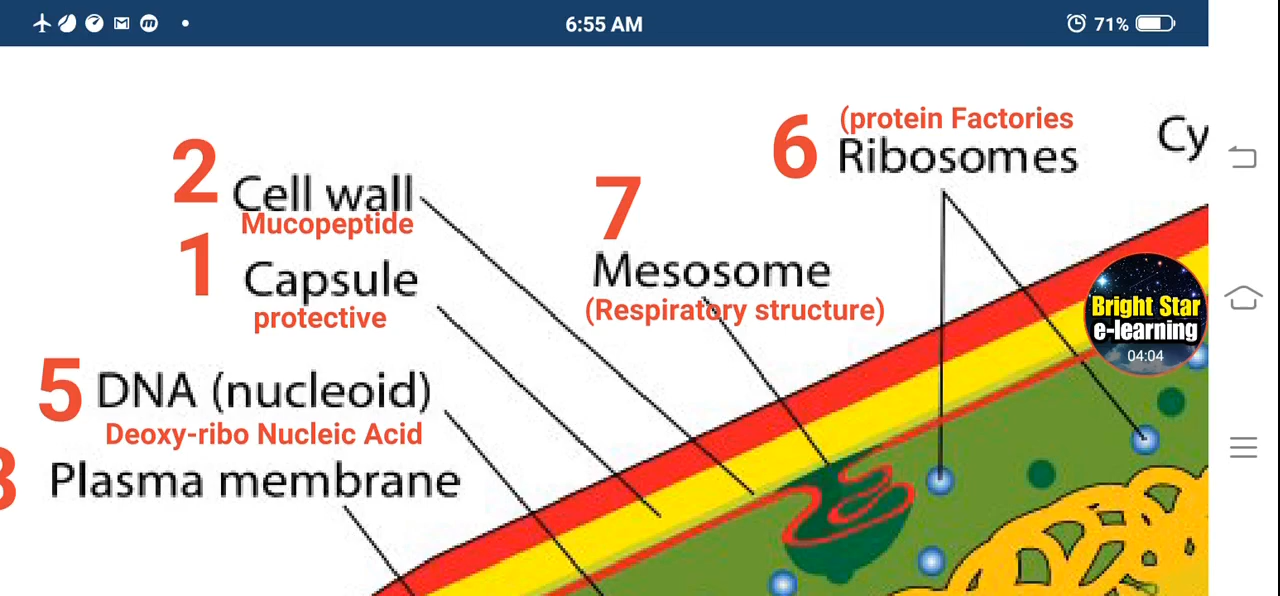 6:55 AM
71%
6 (protein Factories
Ribosomes
Cy
2 Cell wall
Mucopeptide
1 Capsule
protective
7
Mesosome
(Respiratory structure)
Bright Star
e-learning
04:04
5 DNA (nucleoid)
Deoxy-ribo Nucleic Acid
Plasma membrane